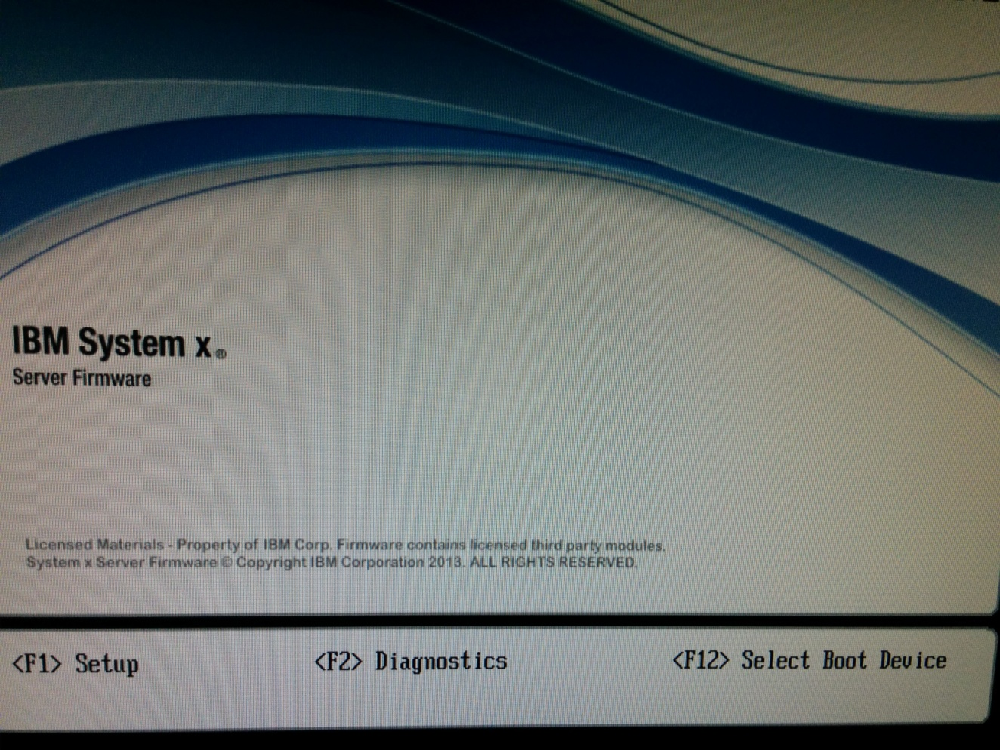 IBM System x®
Server Firmware
Licensed Materials - Property of IBM Corp. Firmware contains licensed third party modules.
System x Server Firmware © Copyright IBM Corporation 2013. ALL RIGHTS RESERVED.
<F1> Setup <F2> Diagnostics <F12> Select Boot Device